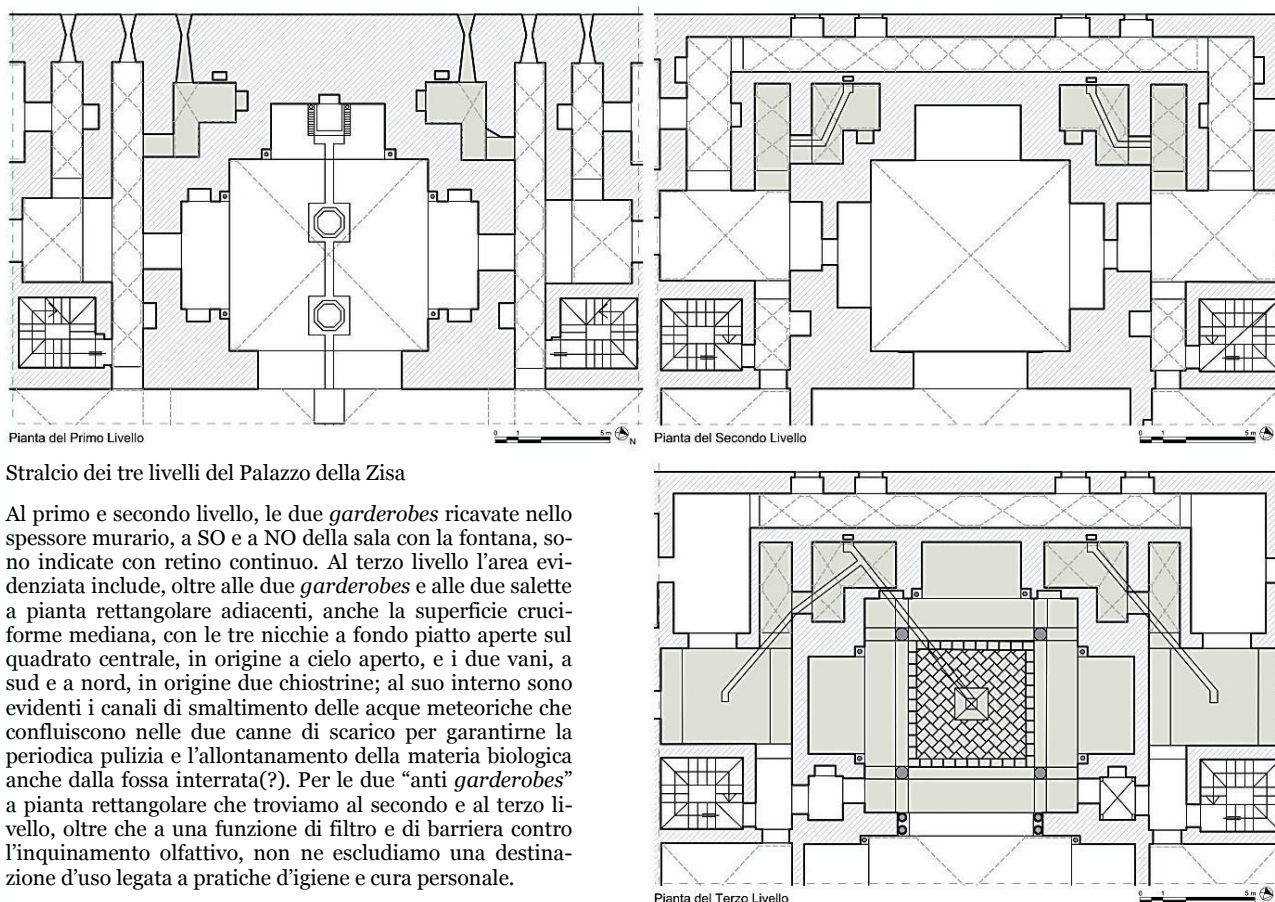 Pianta del Primo Livello
0 1 5 m
N
Pianta del Secondo Livello
0 1 5 m
Stralcio dei tre livelli del Palazzo della Zisa
Al primo e secondo livello, le due garderobes ricavate nello
spessore murario, a SO e a NO della sala con la fontana, so-
no indicate con retino continuo. Al terzo livello l'area evi-
denziata include, oltre alle due garderobes e alle due salette
a pianta rettangolare adiacenti, anche la superficie cruci-
forme mediana, con le tre nicchie a fondo piatto aperte sul
quadrato centrale, in origine a cielo aperto, e i due vani, a
sud e a nord, in origine due chiostrine; al suo interno sono
evidenti i canali di smaltimento delle acque meteoriche che
confluiscono nelle due canne di scarico per garantirne la
periodica pulizia e l'allontanamento della materia biologica
anche dalla fossa interrata(?). Per le due “anti garderobes”
a pianta rettangolare che troviamo al secondo e al terzo li-
vello, oltre che a una funzione di filtro e di barriera contro
l'inquinamento olfattivo, non ne escludiamo una destina-
zione d'uso legata a pratiche d'igiene e cura personale.
Pianta del Terzo Livello
0 1 5 m